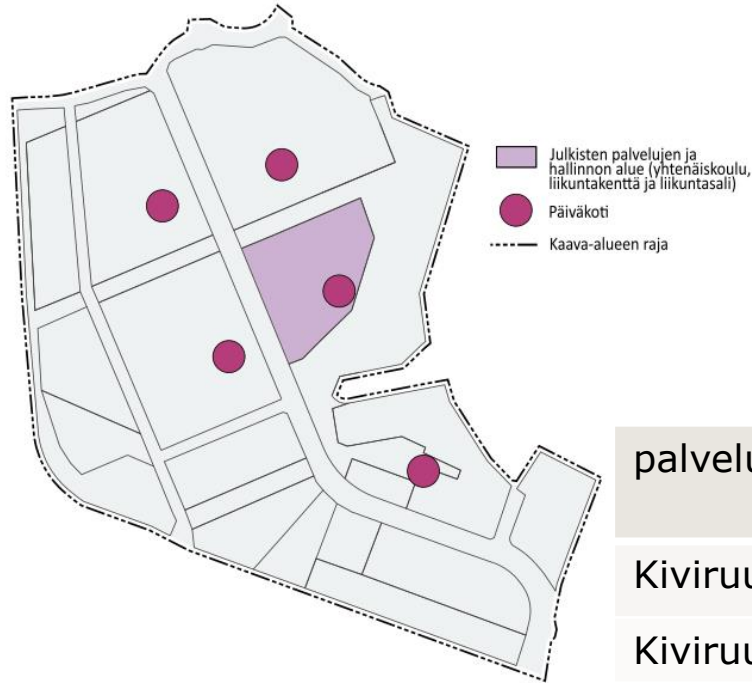 Julkisten palvelujen ja
hallinnon alue (yhtenäiskoulu,
liikuntakenttä ja liikuntasali)
Päiväkoti
Kaava-alueen raja